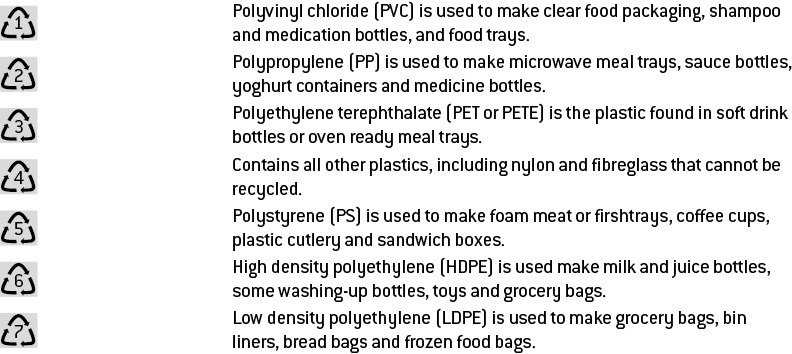 1 Polyvinyl chloride (PVC) is used to make clear food packaging, shampoo
and medication bottles, and food trays.
2 Polypropylene (PP) is used to make microwave meal trays, sauce bottles,
yoghurt containers and medicine bottles.
3 Polyethylene terephthalate (PET or PETE) is the plastic found in soft drink
bottles or oven ready meal trays.
4 Contains all other plastics, including nylon and fibreglass that cannot be
recycled.
5 Polystyrene (PS) is used to make foam meat or firshtrays, coffee cups,
plastic cutlery and sandwich boxes.
6 High density polyethylene (HDPE) is used make milk and juice bottles,
some washing-up bottles, toys and grocery bags.
7 Low density polyethylene (LDPE) is used to make grocery bags, bin
liners, bread bags and frozen food bags.